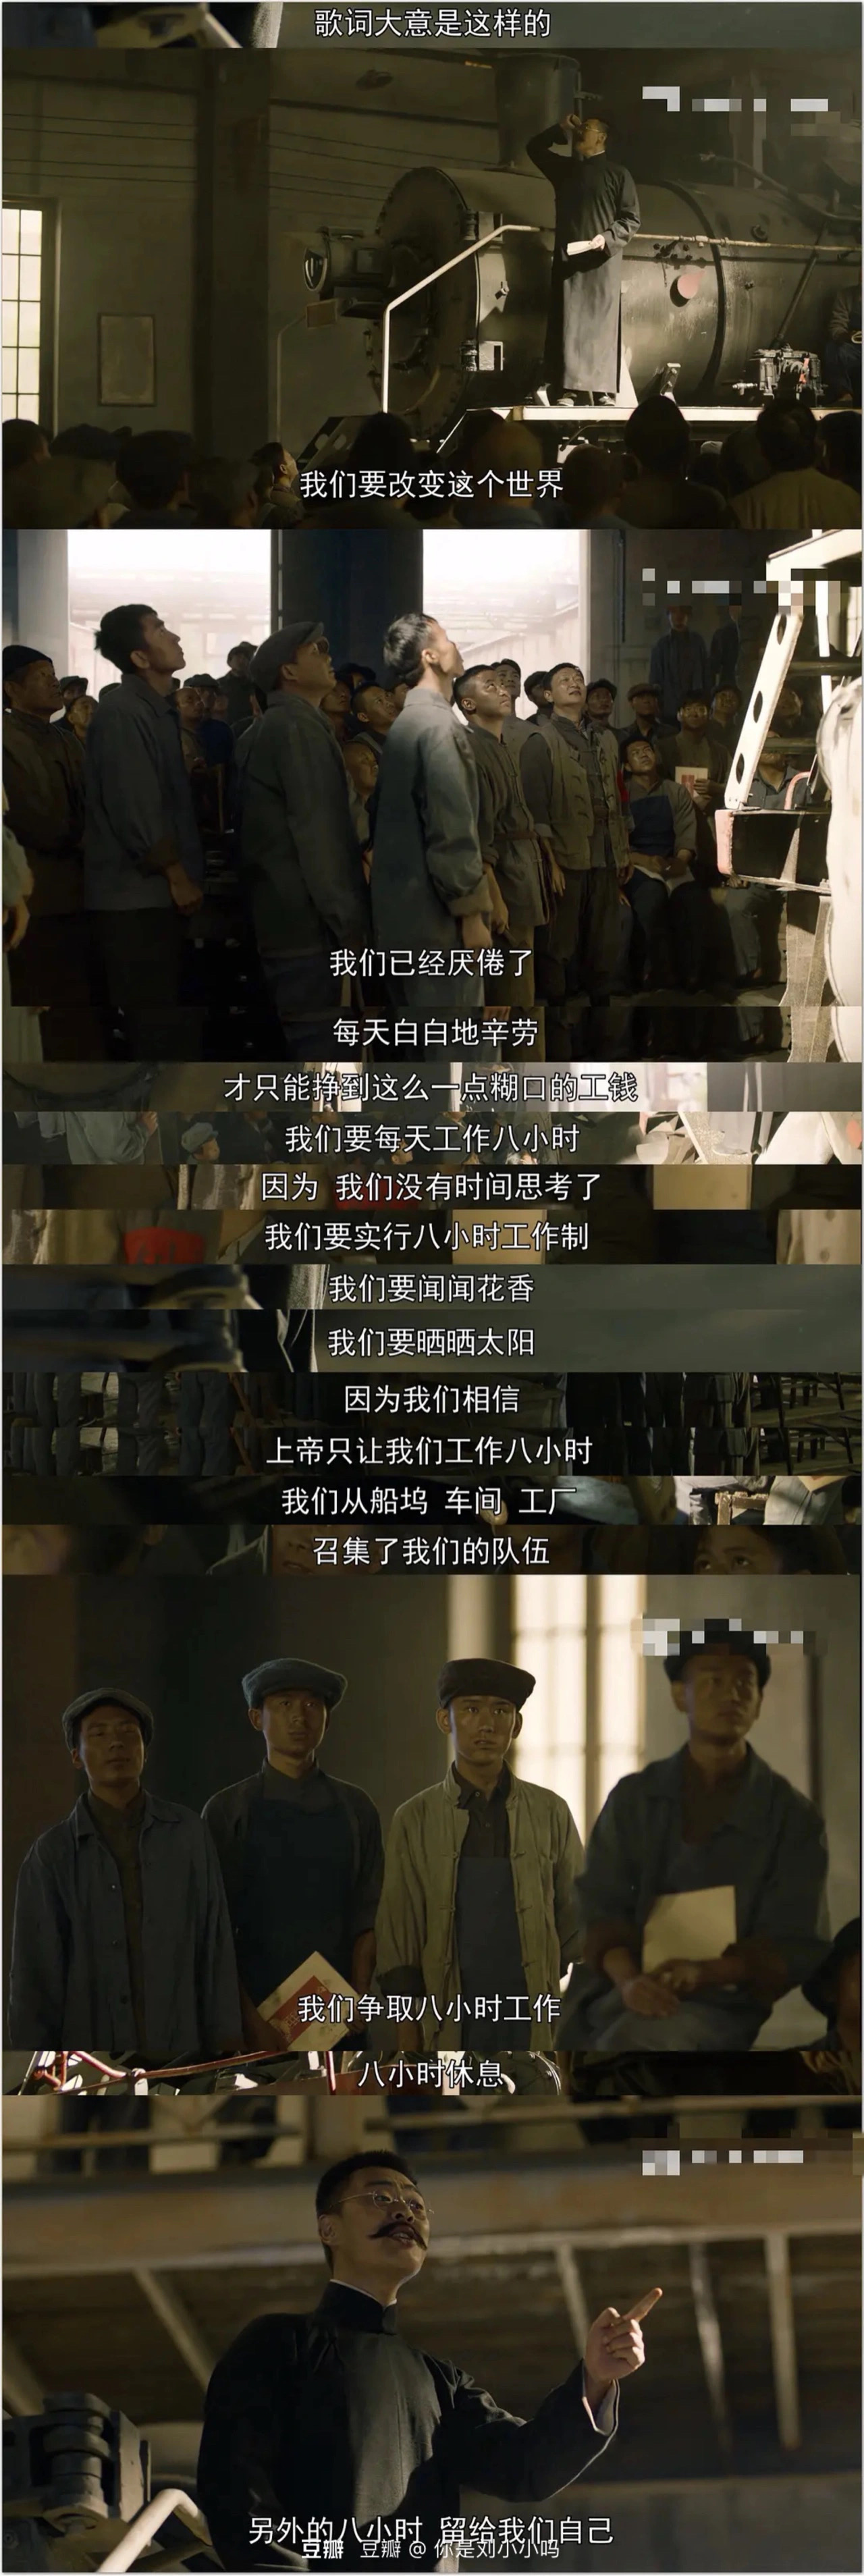 歌词大意是这样的
我们要改变这个世界
我们已经厌倦了
每天白白地辛劳
才只能挣到这么一点糊口的工钱
我们要每天工作八小时
因为 我们没有时间思考了
我们要实行八小时工作制
我们要闻闻花香
我们要晒晒太阳
因为我们相信
上帝只让我们工作八小时
我们从船坞 车间 工厂
召集了我们的队伍
我们争取八小时工作
八小时休息
另外的八小时 留给我们自己
豆瓣 豆瓣 @ 你是刘小小吗